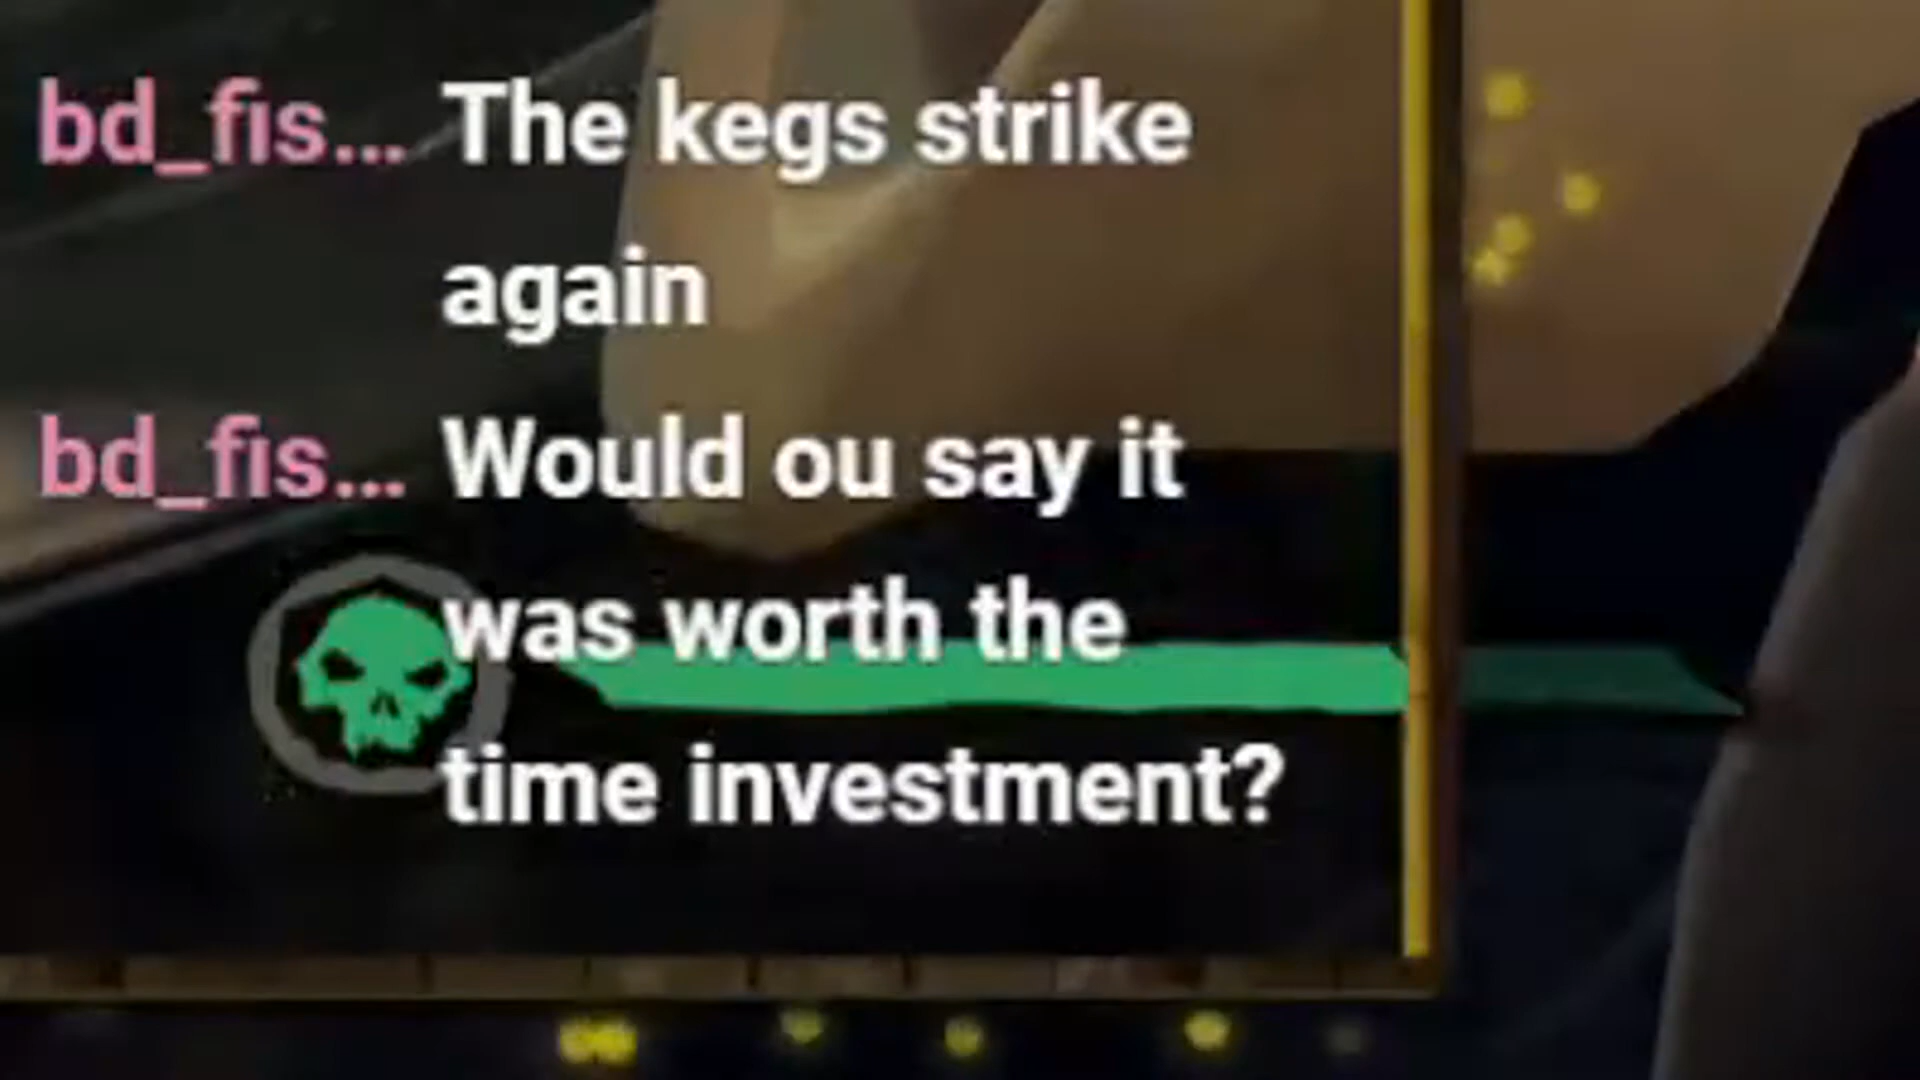 bd_fis... The kegs strike
again
bd_fis... Would ou say it
was worth the
time investment?